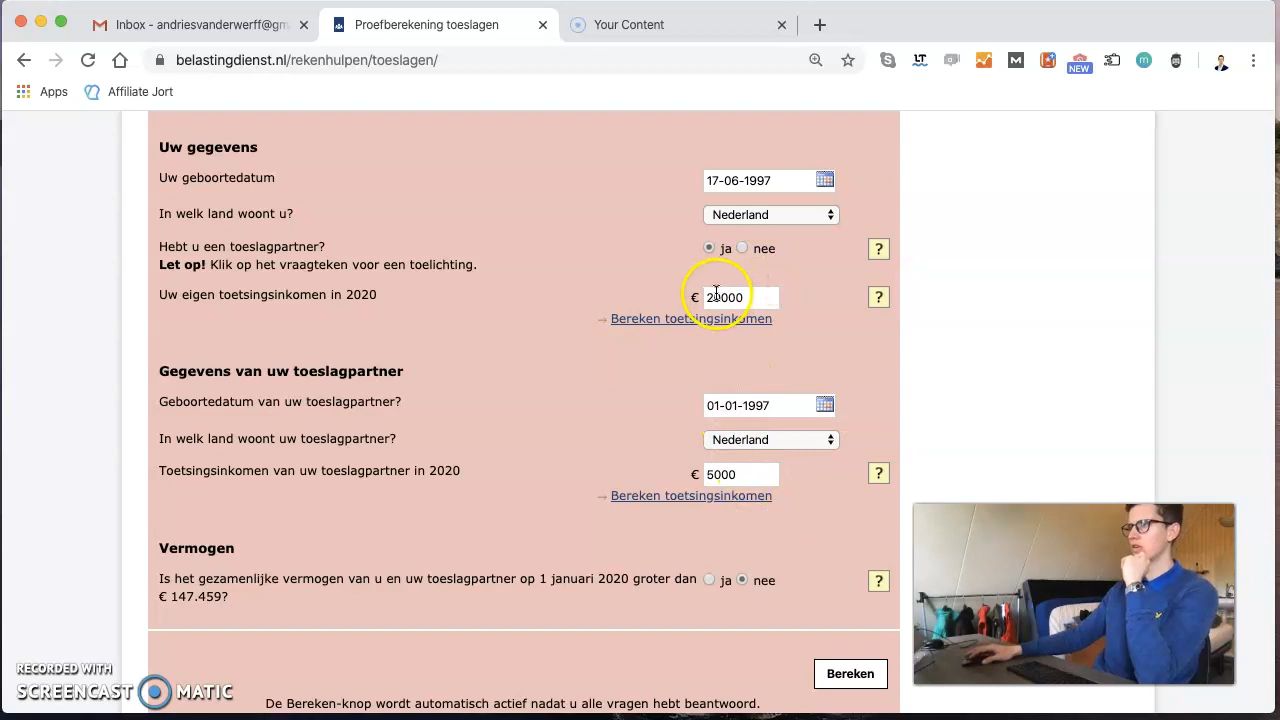 Inbox - andriesvanderwerff@gm
Proefberekening toeslagen
Your Content
belastingdienst.nl/rekenhulpen/toeslagen/
LT
M
NEW
m
Apps
Affiliate Jort
Uw gegevens
Uw geboortedatum
17-06-1997
In welk land woont u?
Nederland
Hebt u een toeslagpartner?
ja nee
?
Let op! Klik op het vraagteken voor een toelichting.
Uw eigen toetsingsinkomen in 2020
€
?
→ Bereken toetsingsinkomen
Gegevens van uw toeslagpartner
Geboortedatum van uw toeslagpartner?
01-01-1997
In welk land woont uw toeslagpartner?
Nederland
Toetsingsinkomen van uw toeslagpartner in 2020
€ 5000
?
→ Bereken toetsingsinkomen
Vermogen
Is het gezamenlijke vermogen van u en uw toeslagpartner op 1 januari 2020 groter dan
€ 147.459?
ja nee
?
Bereken
De Bereken-knop wordt automatisch actief nadat u alle vragen hebt beantwoord.
RECORDED WITH
SCREENCAST MATIC